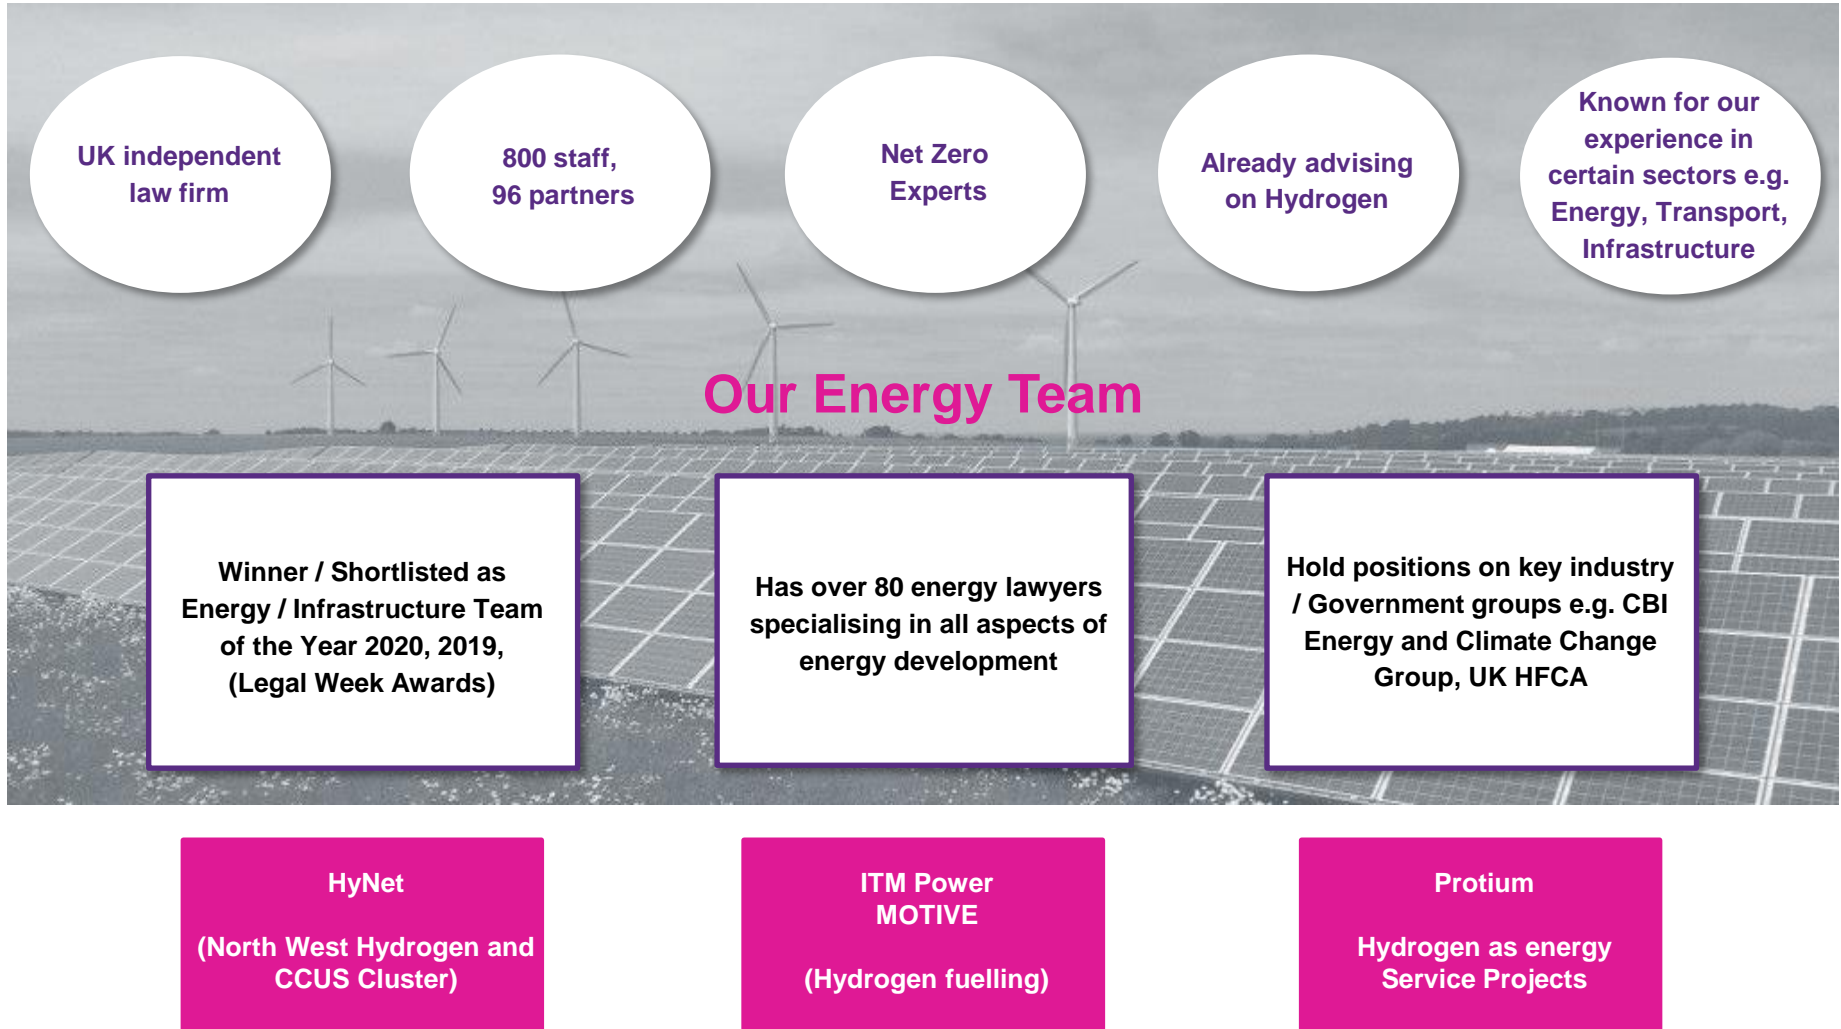 UK independent
law firm
800 staff,
96 partners
Net Zero
Experts
Already advising
on Hydrogen
Known for our
experience in
certain sectors e.g.
Energy, Transport,
Infrastructure
Our Energy Team
Winner / Shortlisted as
Energy / Infrastructure Team
of the Year 2020, 2019,
(Legal Week Awards)
Has over 80 energy lawyers
specialising in all aspects of
energy development
Hold positions on key industry
/ Government groups e.g. CBI
Energy and Climate Change
Group, UK HFCA
HyNet
(North West Hydrogen and
CCUS Cluster)
ITM Power
MOTIVE
(Hydrogen fuelling)
Protium
Hydrogen as energy
Service Projects